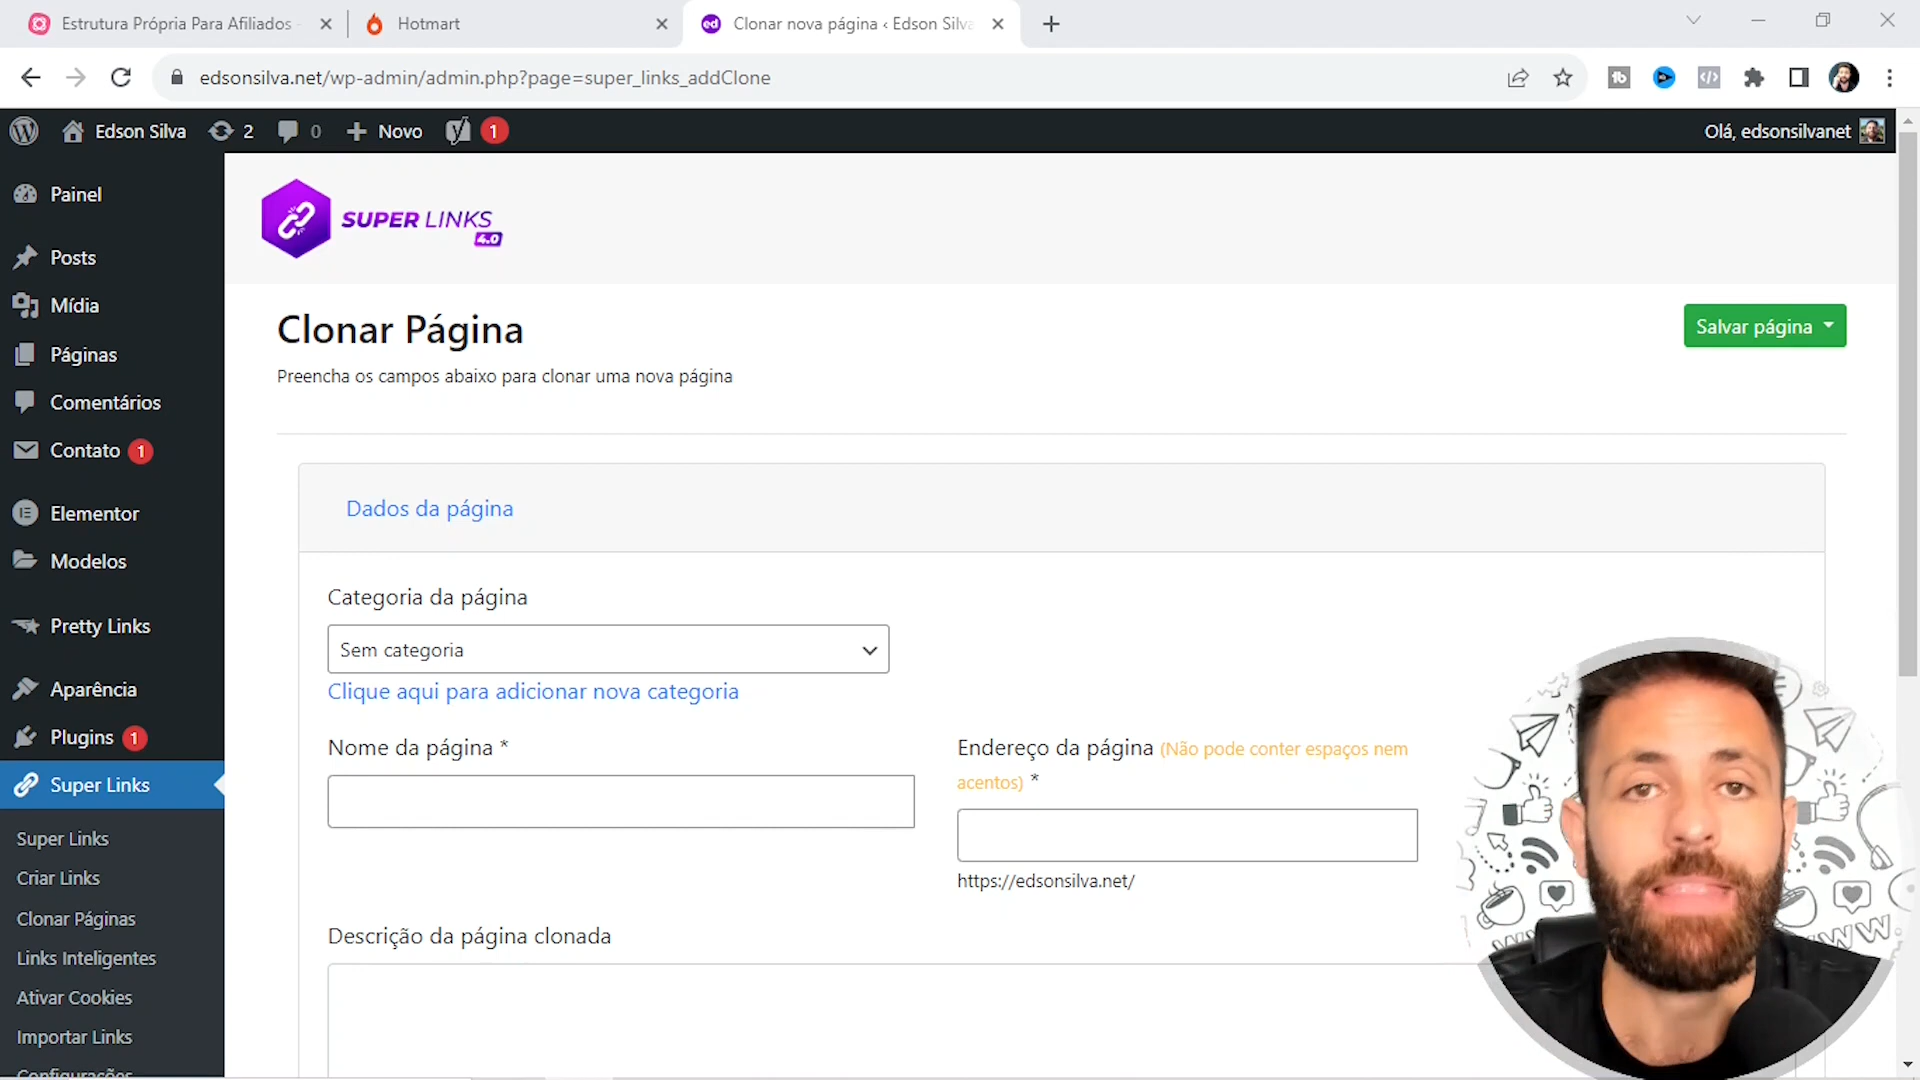 Estrutura Própria Para Afiliados -
Hotmart
Clonar nova página ‹ Edson Silva
edsonsilva.net/wp-admin/admin.php?page=super_links_addClone
Edson Silva
2
0
Novo
1
Olá, edsonsilvanet
Painel
Posts
Mídia
Páginas
Comentários
Contato 1
Elementor
Modelos
Pretty Links
Aparência
Plugins 1
Super Links
Super Links
Criar Links
Clonar Páginas
Links Inteligentes
Ativar Cookies
Importar Links
Configurações
SUPER LINKS
4.0
Clonar Página
Salvar página
Preencha os campos abaixo para clonar uma nova página
Dados da página
Categoria da página
Sem categoria
Clique aqui para adicionar nova categoria
Nome da página *
Endereço da página (Não pode conter espaços nem
acentos) *
https://edsonsilva.net/
Descrição da página clonada